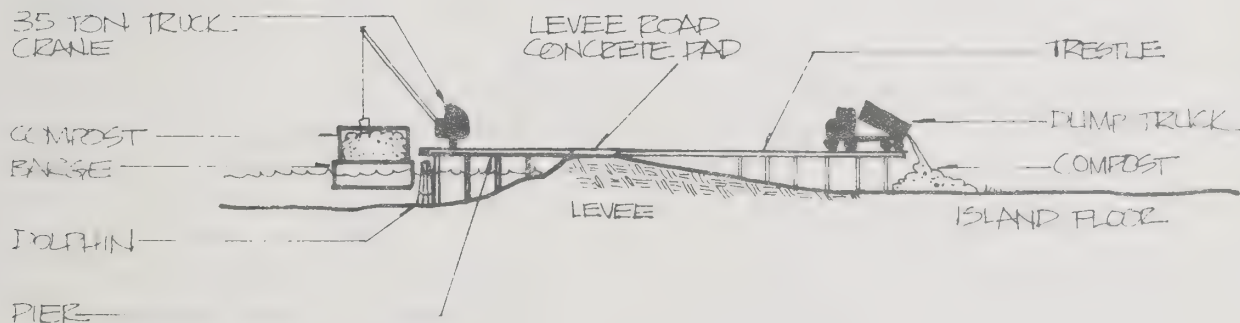 35 TON TRUCK
CRANE
LEVEE ROAD
CONCRETE PAD
TRESTLE
COMPOST
BARGE
DUMP TRUCK
COMPOST
LEVEE
ISLAND FLOOR
DOLPHIN
PIER